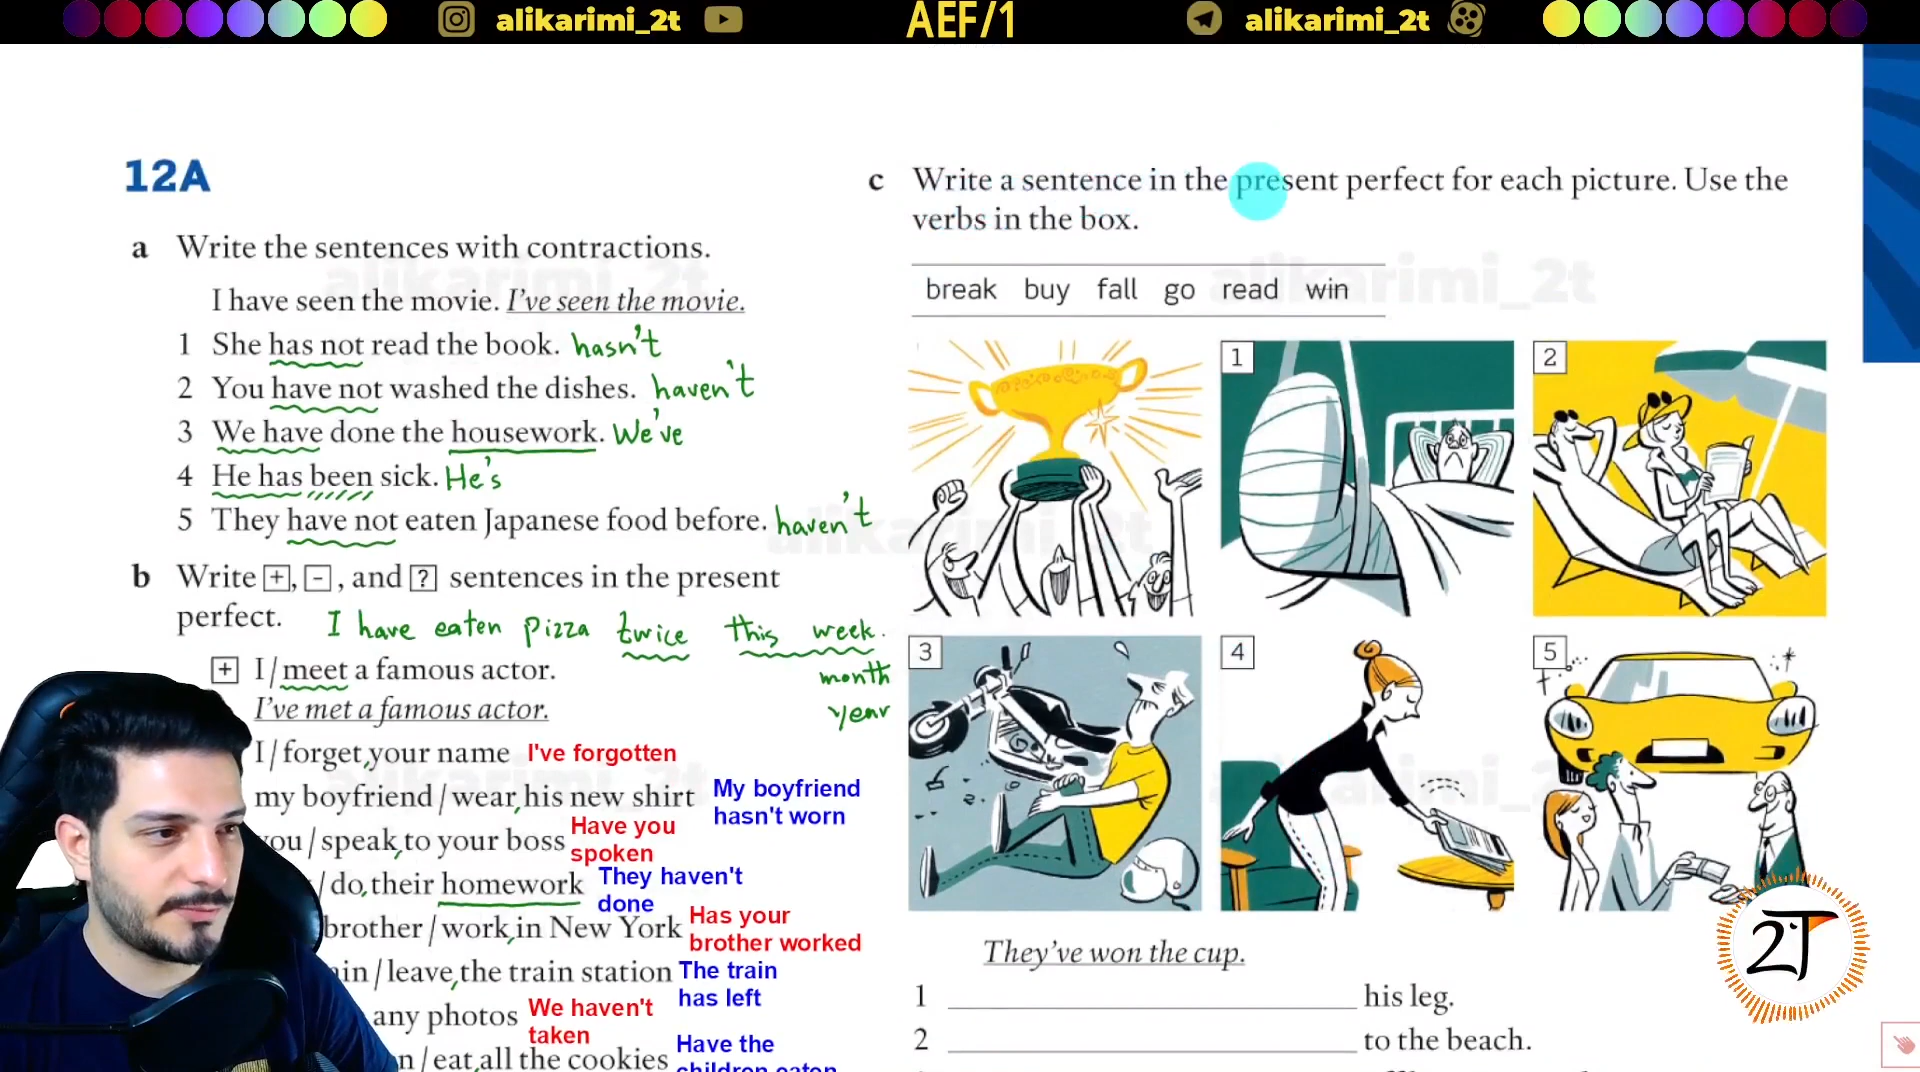 alikarimi_2t
AEF/1
alikarimi_2t
12A
a Write the sentences with contractions.
I have seen the movie. I've seen the movie.
1 She has not read the book. hasn't
2 You have not washed the dishes. haven't
3 We have done the housework. We've
4 He has been sick. He's
5 They have not eaten Japanese food before. haven't
b Write +, -, and ? sentences in the present
perfect. I have eaten pizza twice this week.
month
year
+ I/meet a famous actor.
I've met a famous actor.
I/forget your name I've forgotten
my boyfriend/wear his new shirt My boyfriend
hasn't worn
you/speak to your boss Have you
spoken
/do their homework They haven't
done
brother/work in New York Has your
brother worked
in/leave the train station The train
has left
any photos We haven't
taken
n/eat all the cookies Have the
children eaten
c Write a sentence in the present perfect for each picture. Use the
verbs in the box.
break buy fall go read win
1
2
3
4
5
They've won the cup.
1 his leg.
2 to the beach.
2T
alikarimi_2t